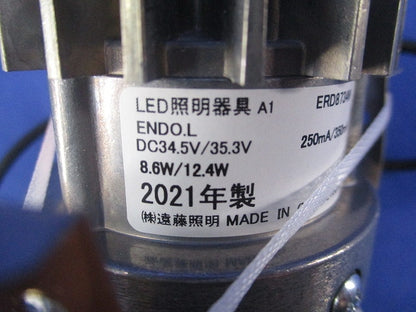 LED照明器具 A1
ENDO.L
DC34.5V/35.3V 250mA/
8.6W/12.4W
2021年製
㈱遠藤照明 MADE IN